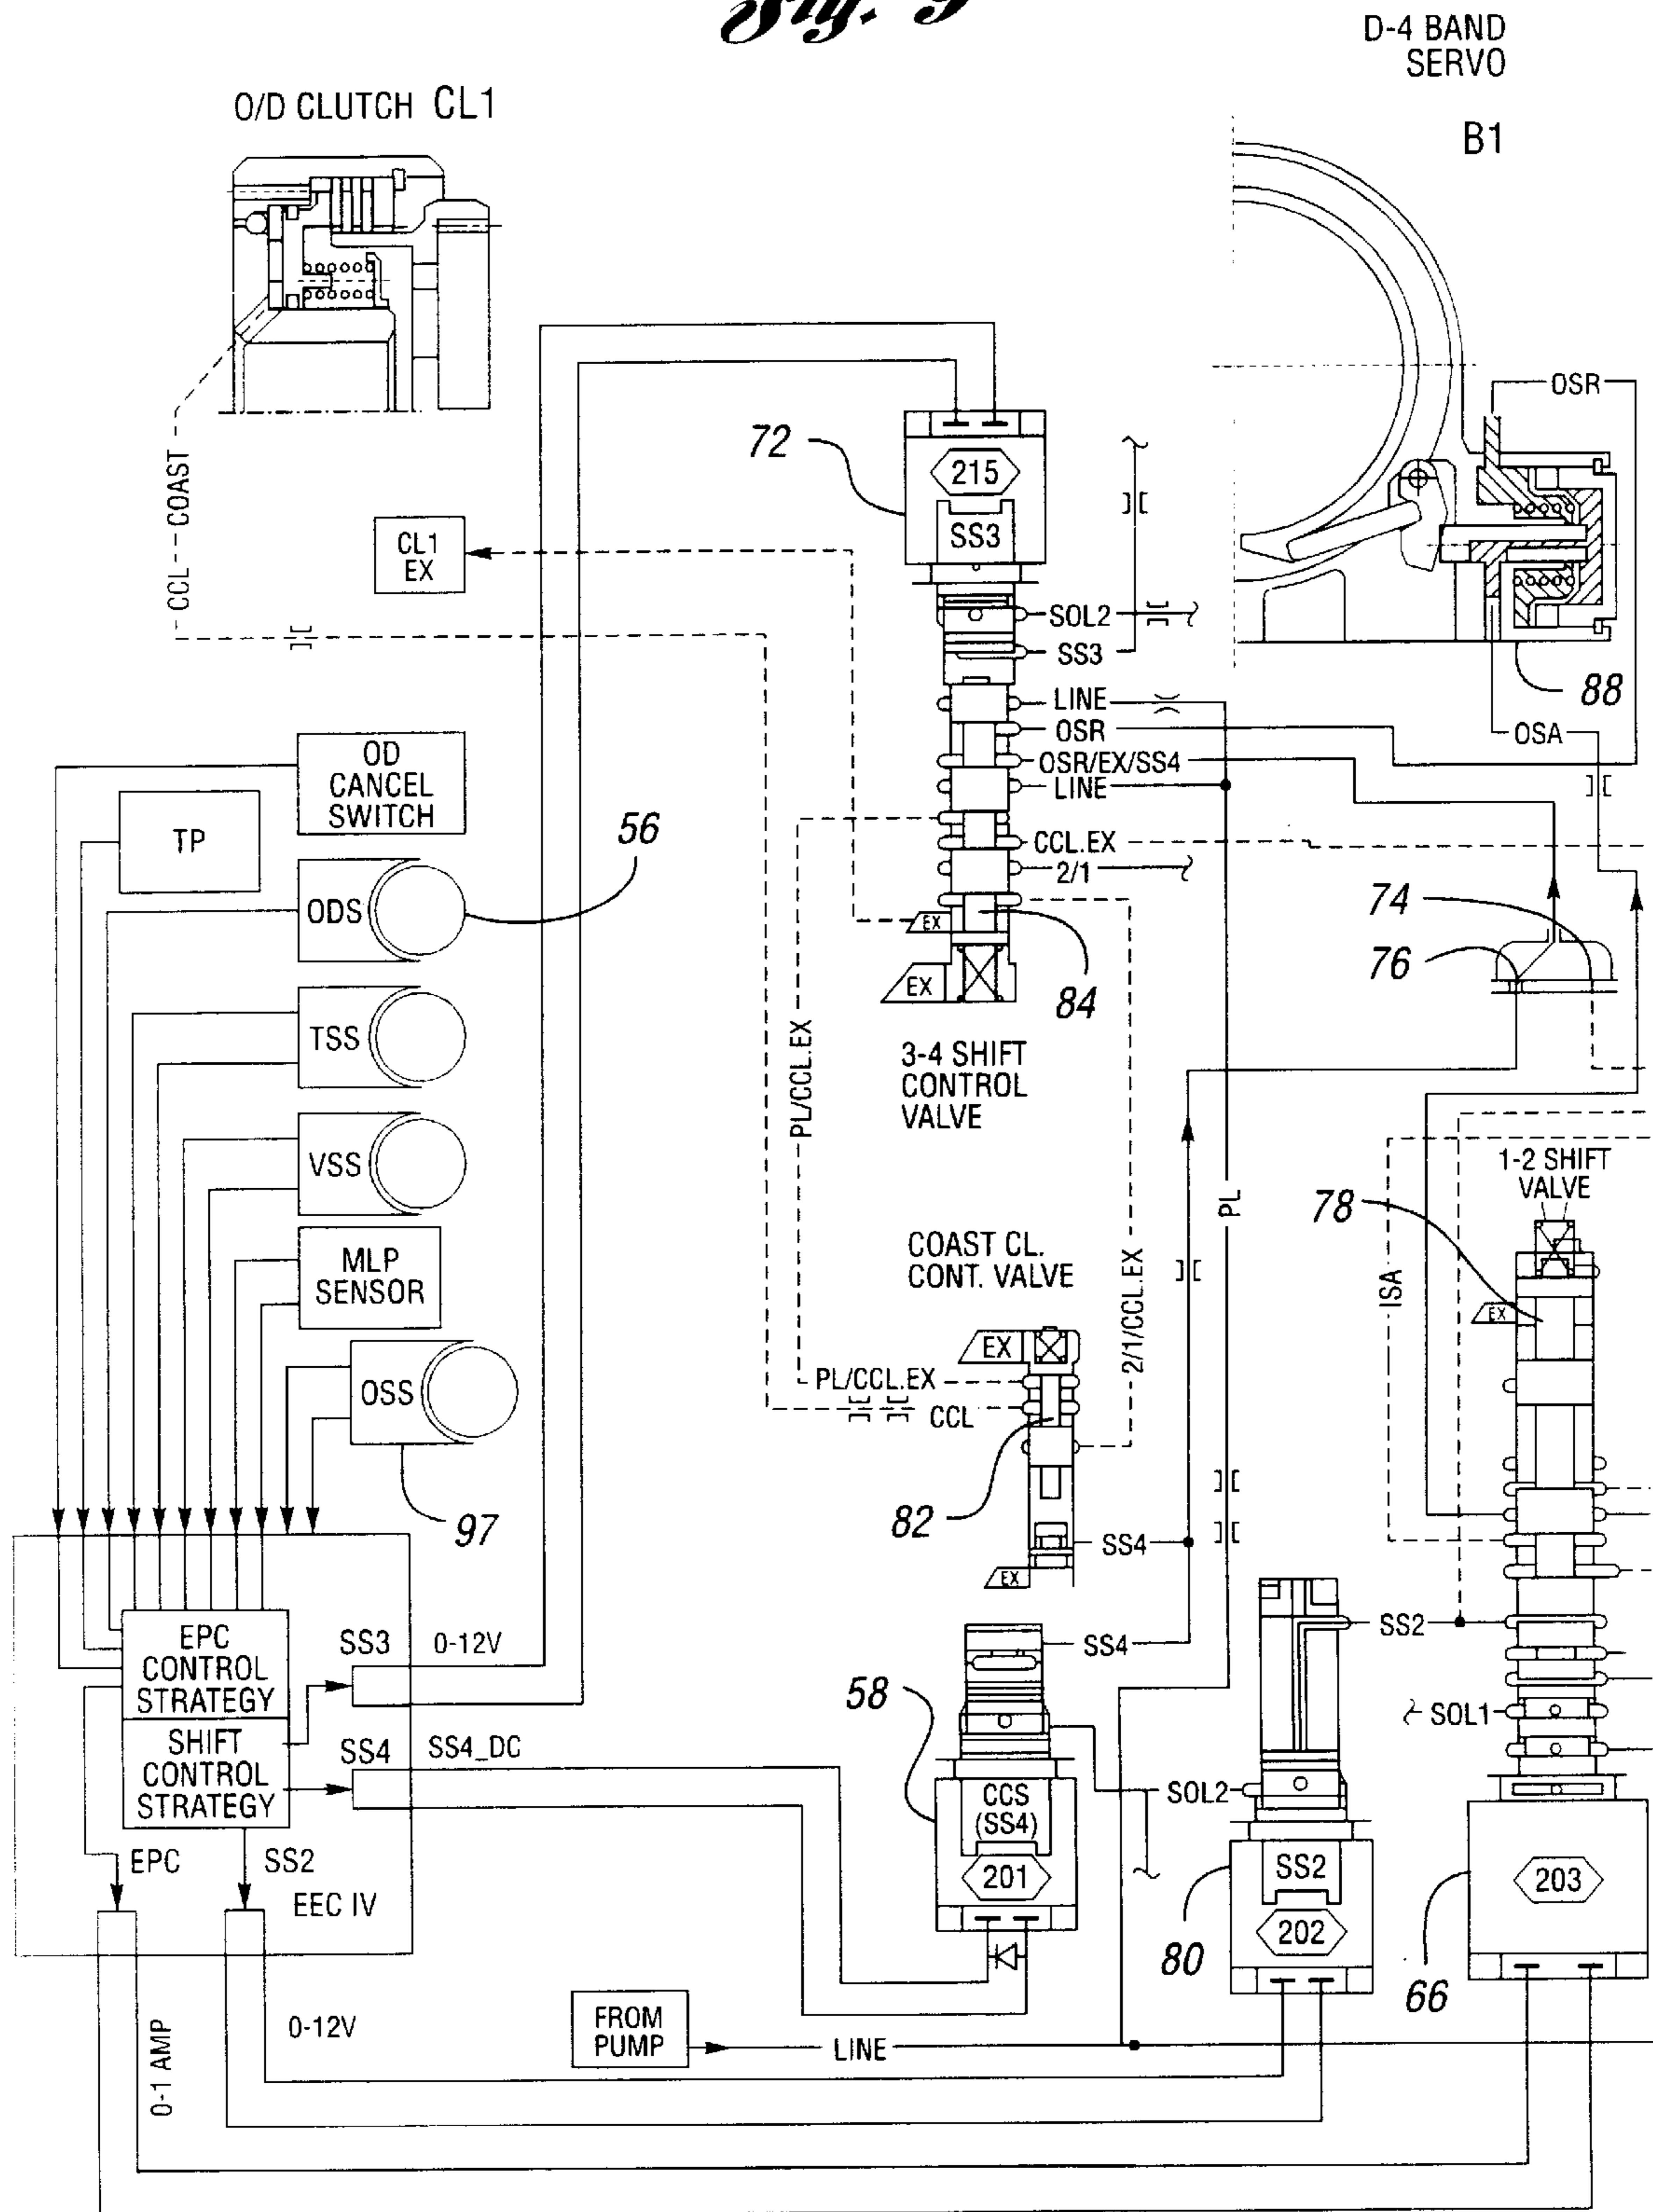 Fig. 9
D-4 BAND
SERVO
B1
O/D CLUTCH CL1
OSR
72
215
SS3
CCL
COAST
CL1
EX
SOL2
SS3
88
LINE
OSR
OSA
OSR/EX/SS4
LINE
OD
CANCEL
SWITCH
TP
56
CCL.EX
2/1
74
ODS
EX
76
EX
84
TSS
PL/CCL.EX
3-4 SHIFT
CONTROL
VALVE
1-2 SHIFT
VALVE
VSS
78
PL
MLP
SENSOR
COAST CL.
CONT. VALVE
2/1/CCL.EX
ISA
EX
EX
OSS
PL/CCL.EX
CCL
97
82
SS4
EX
EPC
CONTROL
STRATEGY
SS3
0-12V
SS4
SS2
58
SOL1
SHIFT
CONTROL
STRATEGY
SS4
SS4_DC
CCS
(SS4)
SOL2
EPC
SS2
201
SS2
203
EEC IV
202
80
66
0-1 AMP
0-12V
FROM
PUMP
LINE